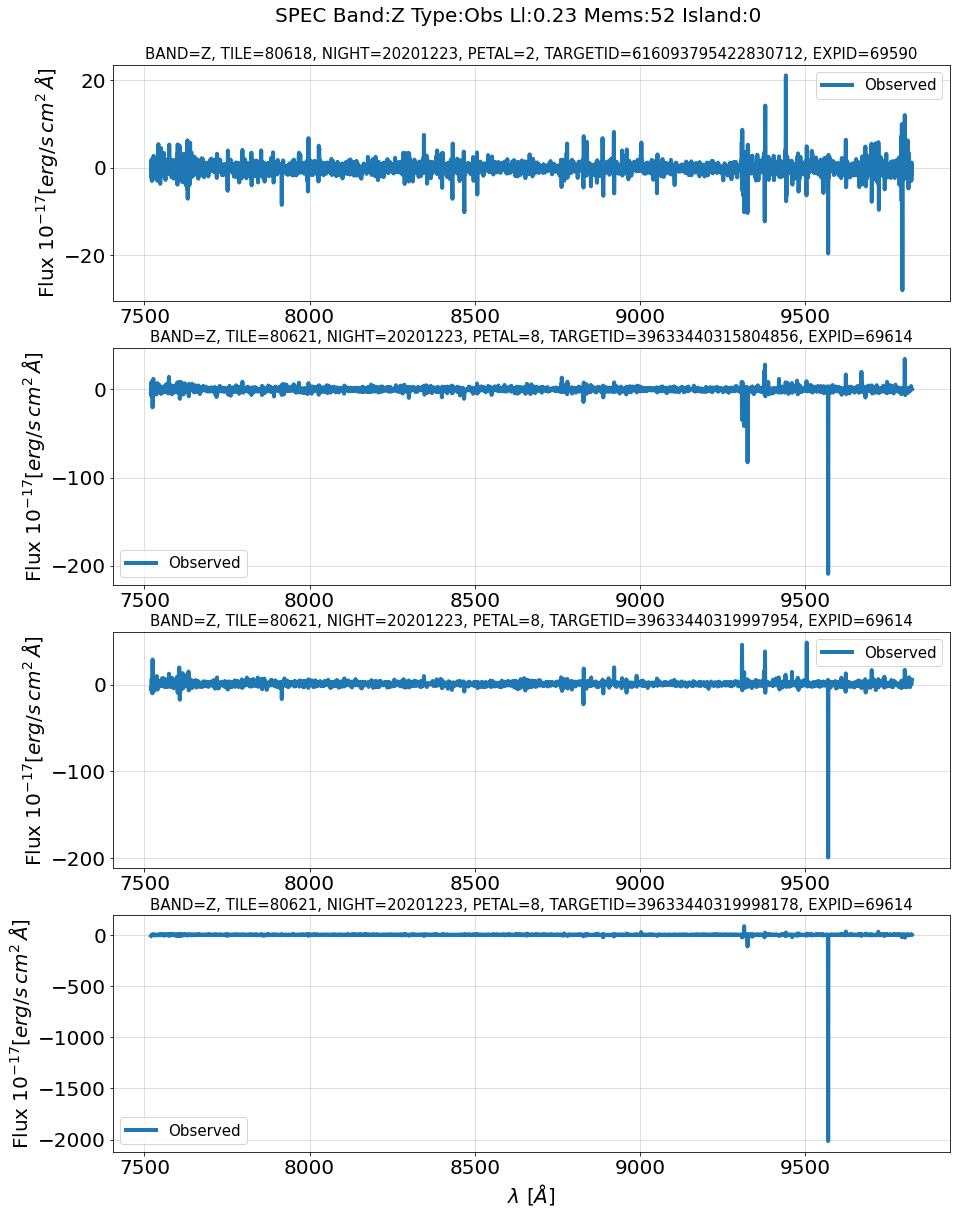 SPEC Band:Z Type:Obs Ll:0.23 Mems:52 Island:0
BAND=Z, TILE=80618, NIGHT=20201223, PETAL=2, TARGETID=616093795422830712, EXPID=69590
Flux 10⁻¹⁷[erg/s cm² Å]
20
0
−20
Observed
7500 8000 8500 9000 9500
BAND=Z, TILE=80621, NIGHT=20201223, PETAL=8, TARGETID=39633440315804856, EXPID=69614
Flux 10⁻¹⁷[erg/s cm² Å]
0
−100
−200
Observed
7500 8000 8500 9000 9500
BAND=Z, TILE=80621, NIGHT=20201223, PETAL=8, TARGETID=39633440319997954, EXPID=69614
Flux 10⁻¹⁷[erg/s cm² Å]
0
−100
−200
Observed
7500 8000 8500 9000 9500
BAND=Z, TILE=80621, NIGHT=20201223, PETAL=8, TARGETID=39633440319998178, EXPID=69614
Flux 10⁻¹⁷[erg/s cm² Å]
0
−500
−1000
−1500
−2000
Observed
7500 8000 8500 9000 9500
λ [Å]